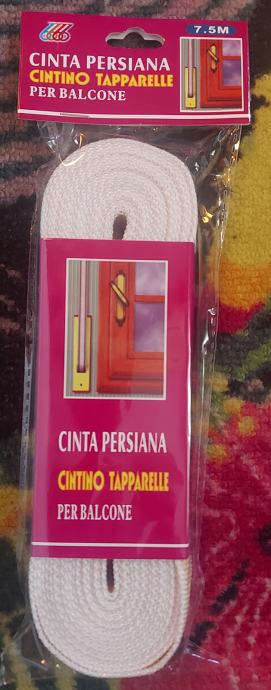 7.5M
CINTA PERSIANA
CINTINO TAPPARELLE
PER BALCONE
CINTA PERSIANA
CINTINO TAPPARELLE
PER BALCONE